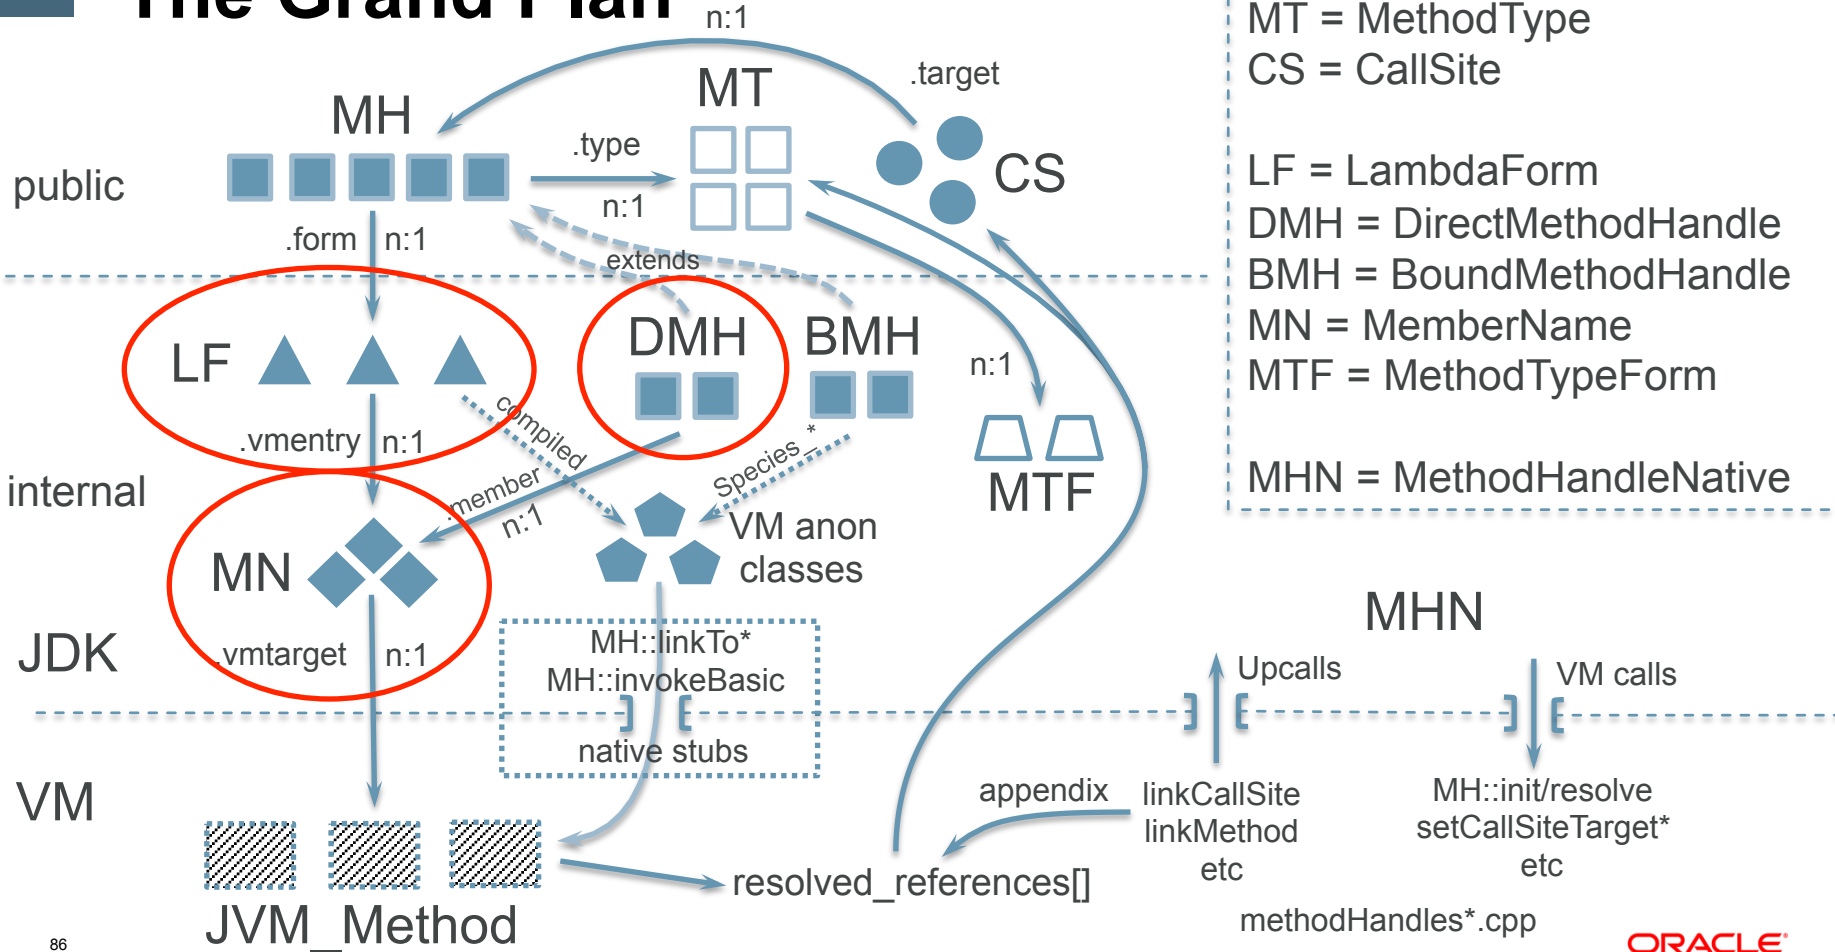 The Grand Plan
n:1
MT = MethodType
CS = CallSite
LF = LambdaForm
DMH = DirectMethodHandle
BMH = BoundMethodHandle
MN = MemberName
MTF = MethodTypeForm
MHN = MethodHandleNative
MH
MT
.target
CS
public
.type
n:1
.form
n:1
extends
LF
DMH
BMH
n:1
.vmentry
n:1
compiled
.member
n:1
Species_*
MTF
internal
VM anon
classes
MN
MHN
JDK
.vmtarget
n:1
MH::linkTo*
MH::invokeBasic
native stubs
Upcalls
VM calls
VM
appendix
linkCallSite
linkMethod
etc
MH::init/resolve
setCallSiteTarget*
etc
resolved_references[]
methodHandles*.cpp
JVM_Method
86
ORACLE